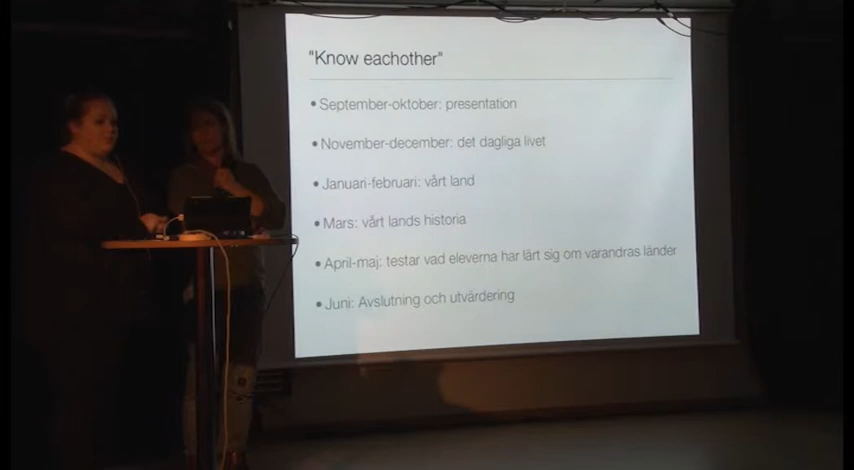 "Know eachother"
• September-oktober: presentation
• November-december: det dagliga livet
• Januari-februari: vårt land
• Mars: vårt lands historia
• April-maj: testar vad eleverna har lärt sig om varandras länder
• Juni: Avslutning och utvärdering